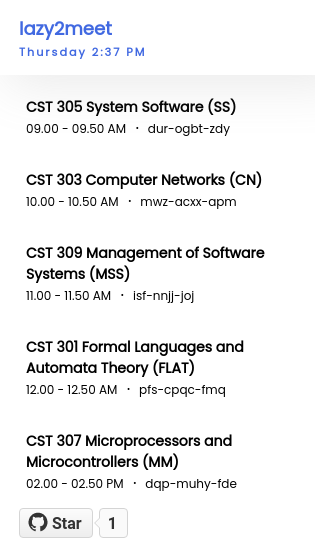 lazy2meet
Thursday 2:37 PM
CST 305 System Software (SS)
09.00 - 09.50 AM · dur-ogbt-zdy
CST 303 Computer Networks (CN)
10.00 - 10.50 AM · mwz-acxx-apm
CST 309 Management of Software
Systems (MSS)
11.00 - 11.50 AM · isf-nnjj-joj
CST 301 Formal Languages and
Automata Theory (FLAT)
12.00 - 12.50 AM · pfs-cpqc-fmq
CST 307 Microprocessors and
Microcontrollers (MM)
02.00 - 02.50 PM · dqp-muhy-fde
Star 1